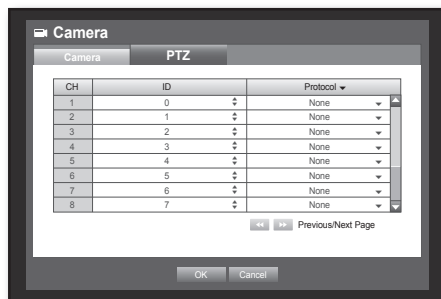 Camera
Camera PTZ
CH ID Protocol
1 0 None
2 1 None
3 2 None
4 3 None
5 4 None
6 5 None
7 6 None
8 7 None
Previous/Next Page
OK Cancel